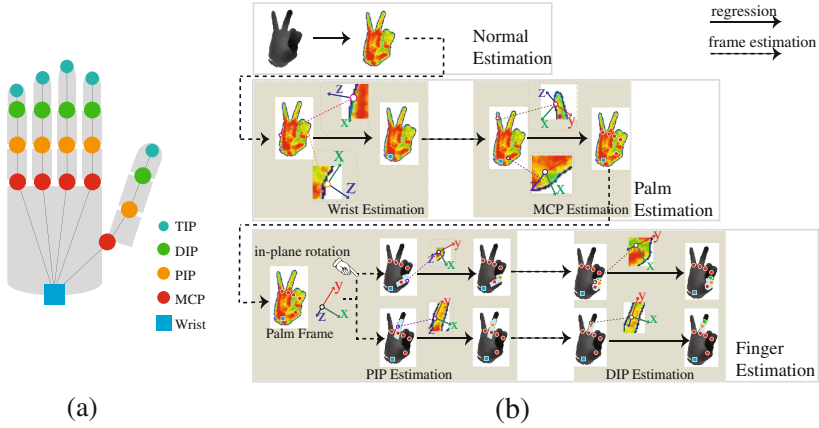 regression
frame estimation
Normal
Estimation
z
x
x
z
Wrist Estimation
z
x
y
z
x
MCP Estimation
Palm
Estimation
TIP
DIP
PIP
MCP
Wrist
in-plane rotation
y
x
z
Palm Frame
y
x
y
x
PIP Estimation
y
x
y
x
DIP Estimation
Finger
Estimation
(a)
(b)